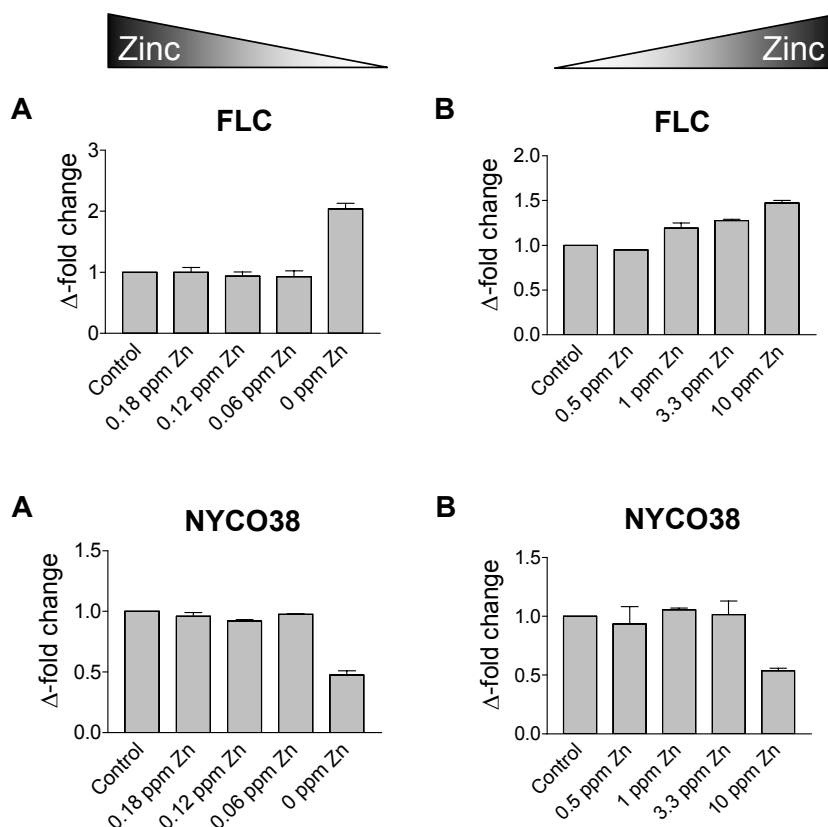 Zinc
Zinc
A
FLC
Δ-fold change
3
2
1
0
Control
0.18 ppm Zn
0.12 ppm Zn
0.06 ppm Zn
0 ppm Zn
B
FLC
Δ-fold change
2.0
1.5
1.0
0.5
0.0
Control
0.5 ppm Zn
1 ppm Zn
3.3 ppm Zn
10 ppm Zn
A
NYCO38
Δ-fold change
1.5
1.0
0.5
0.0
Control
0.18 ppm Zn
0.12 ppm Zn
0.06 ppm Zn
0 ppm Zn
B
NYCO38
Δ-fold change
1.5
1.0
0.5
0.0
Control
0.5 ppm Zn
1 ppm Zn
3.3 ppm Zn
10 ppm Zn